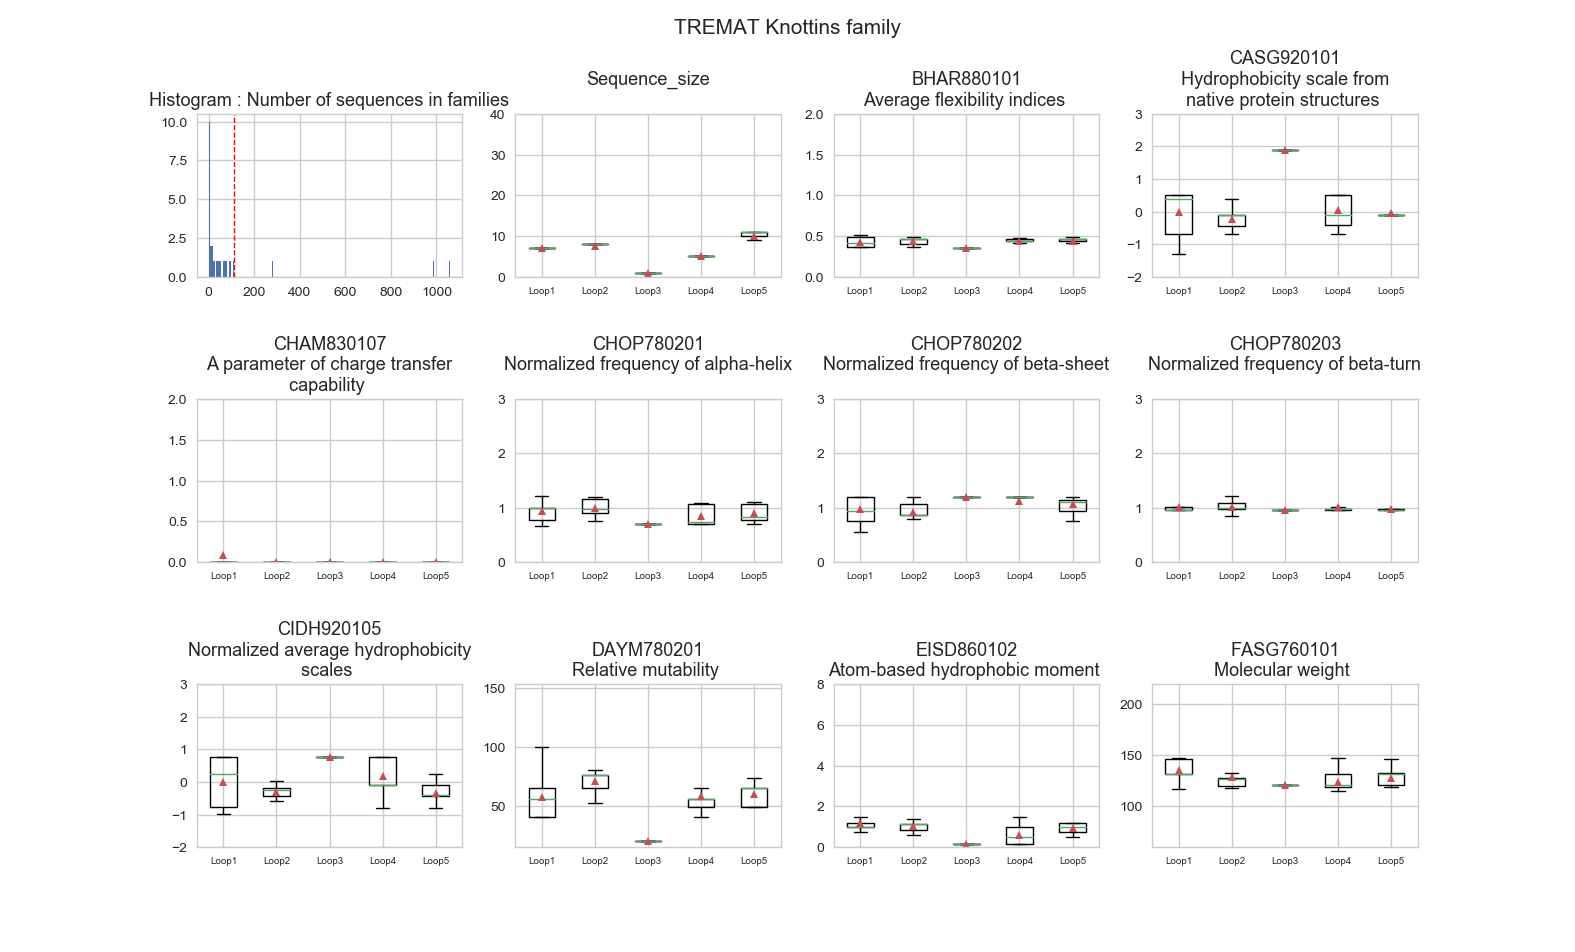 TREMAT Knottins family
Histogram : Number of sequences in families
10.0
7.5
5.0
2.5
0.0
0 200 400 600 800 1000
Sequence_size
40
30
20
10
0
Loop1 Loop2 Loop3 Loop4 Loop5
BHAR880101
Average flexibility indices
2.0
1.5
1.0
0.5
0.0
Loop1 Loop2 Loop3 Loop4 Loop5
CASG920101
Hydrophobicity scale from
native protein structures
3
2
1
0
−1
−2
Loop1 Loop2 Loop3 Loop4 Loop5
CHAM830107
A parameter of charge transfer
capability
2.0
1.5
1.0
0.5
0.0
Loop1 Loop2 Loop3 Loop4 Loop5
CHOP780201
Normalized frequency of alpha-helix
3
2
1
0
Loop1 Loop2 Loop3 Loop4 Loop5
CHOP780202
Normalized frequency of beta-sheet
3
2
1
0
Loop1 Loop2 Loop3 Loop4 Loop5
CHOP780203
Normalized frequency of beta-turn
3
2
1
0
Loop1 Loop2 Loop3 Loop4 Loop5
CIDH920105
Normalized average hydrophobicity
scales
3
2
1
0
−1
−2
Loop1 Loop2 Loop3 Loop4 Loop5
DAYM780201
Relative mutability
150
100
50
Loop1 Loop2 Loop3 Loop4 Loop5
EISD860102
Atom-based hydrophobic moment
8
6
4
2
0
Loop1 Loop2 Loop3 Loop4 Loop5
FASG760101
Molecular weight
200
150
100
Loop1 Loop2 Loop3 Loop4 Loop5